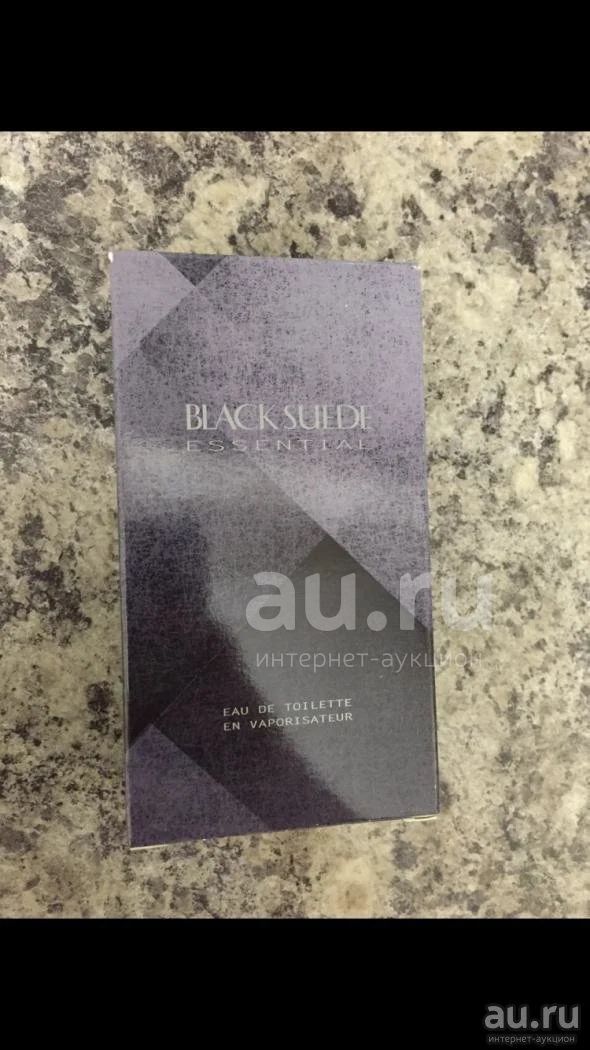 BLACK SUEDE
ESSENTIAL
au.ru
интернет-аукцион
EAU DE TOILETTE
EN VAPORISATEUR
au.ru
интернет-аукцион